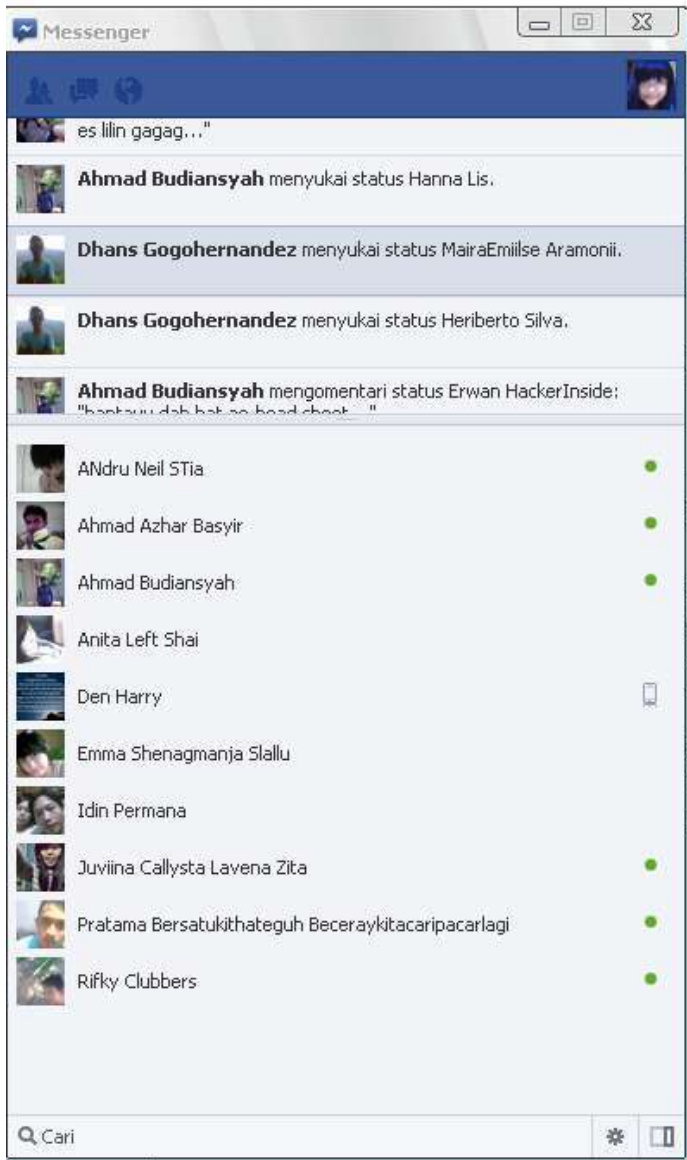 Messenger
es lilin gagag..."
Ahmad Budiansyah menyukai status Hanna Lis.
Dhans Gogohernandez menyukai status MairaEmiilse Aramonii.
Dhans Gogohernandez menyukai status Heriberto Silva.
Ahmad Budiansyah mengomentari status Erwan HackerInside:
ANdru Neil STia
Ahmad Azhar Basyir
Ahmad Budiansyah
Anita Left Shai
Den Harry
Emma Shenagmanja Slallu
Idin Permana
Juviina Callysta Lavena Zita
Pratama Bersatukithateguh Beceraykitacaripacarlagi
Rifky Clubbers
Cari